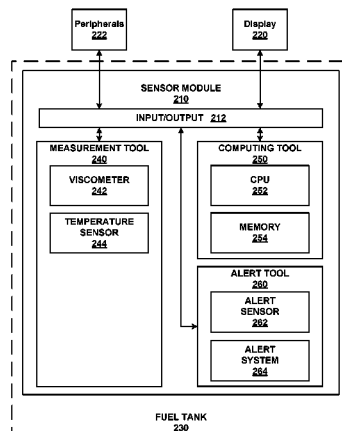 Peripherals
222
Display
220
SENSOR MODULE
210
INPUT/OUTPUT 212
MEASUREMENT TOOL
240
VISCOMETER
242
TEMPERATURE
SENSOR
244
COMPUTING TOOL
250
CPU
252
MEMORY
254
ALERT TOOL
260
ALERT
SENSOR
262
ALERT
SYSTEM
264
FUEL TANK
230